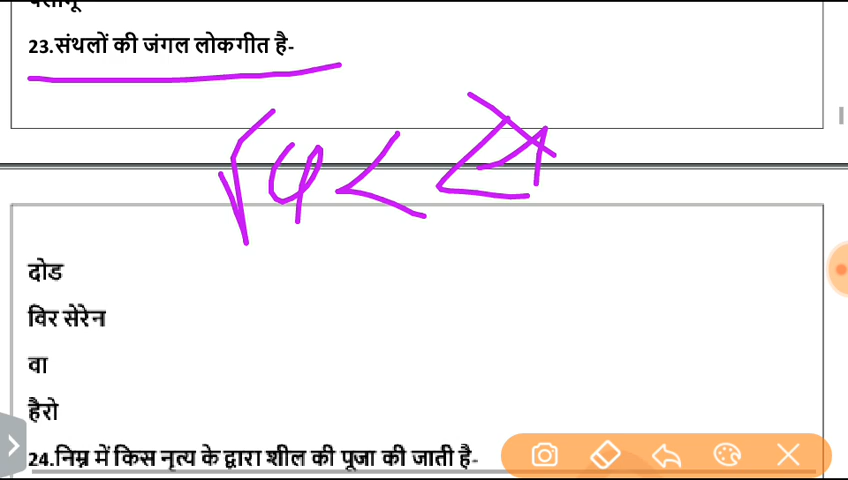 23.संथलों की जंगल लोकगीत है-
दोड
विर सेरेन
वा
हैरो
24.निम्न में किस नृत्य के द्वारा शील की पूजा की जाती है-